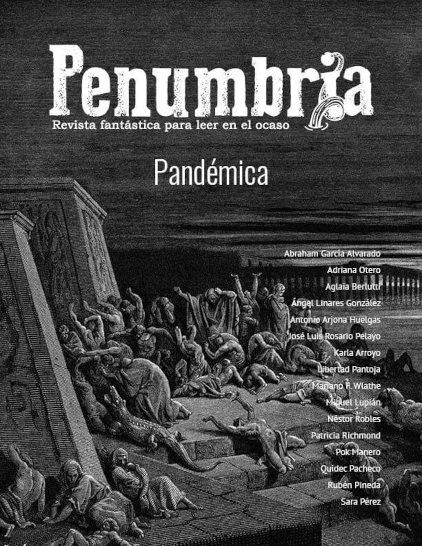 Penumbria
Revista fantástica para leer en el ocaso
Pandémica
Abraham García Alvarado
Adriana Otero
Aglaia Berlutti
Ángel Linares González
Antonio Arjona Huelgas
José Luis Rosario Pelayo
Karla Arroyo
Libertad Pantoja
Mariano F. Wlathe
Miguel Lupián
Néstor Robles
Patricia Richmond
Pok Manero
Quidec Pacheco
Rubén Pineda
Sara Pérez